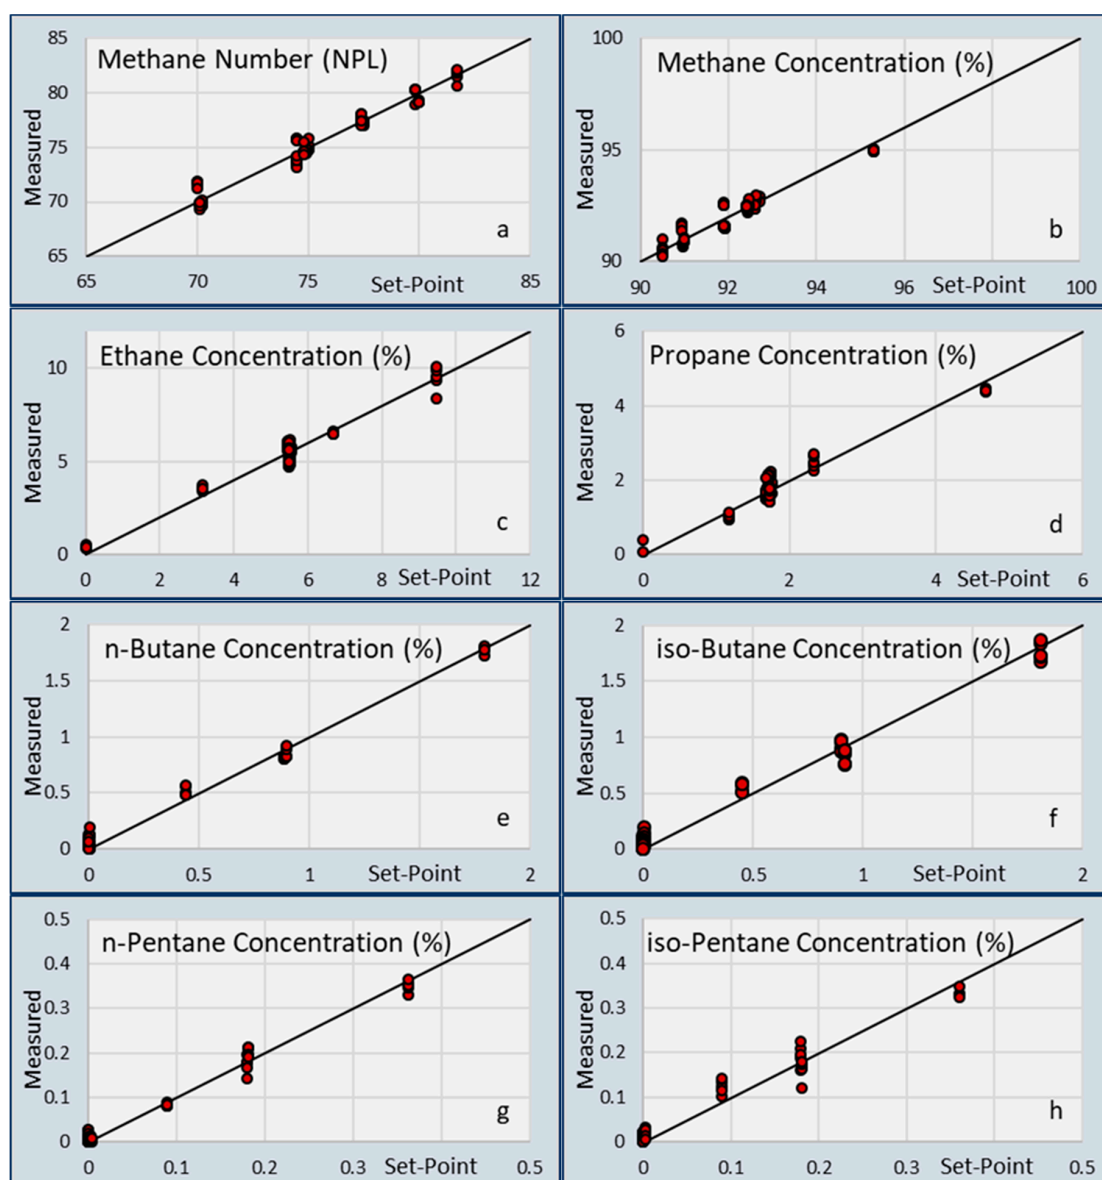 Methane Number (NPL)
85
80
75
70
65
Measured
65
70
75
Set-Point
85
a
Methane Concentration (%)
100
95
90
Measured
90
92
94
96
Set-Point
100
b
Ethane Concentration (%)
10
5
0
Measured
0
2
4
6
8
Set-Point
12
c
Propane Concentration (%)
6
4
2
0
Measured
0
2
4
Set-Point
6
d
n-Butane Concentration (%)
2
1.5
1
0.5
0
Measured
0
0.5
1
Set-Point
2
e
iso-Butane Concentration (%)
2
1.5
1
0.5
0
Measured
0
0.5
1
Set-Point
2
f
n-Pentane Concentration (%)
0.5
0.4
0.3
0.2
0.1
0
Measured
0
0.1
0.2
0.3
Set-Point
0.5
g
iso-Pentane Concentration (%)
0.5
0.4
0.3
0.2
0.1
0
Measured
0
0.1
0.2
0.3
Set-Point
0.5
h